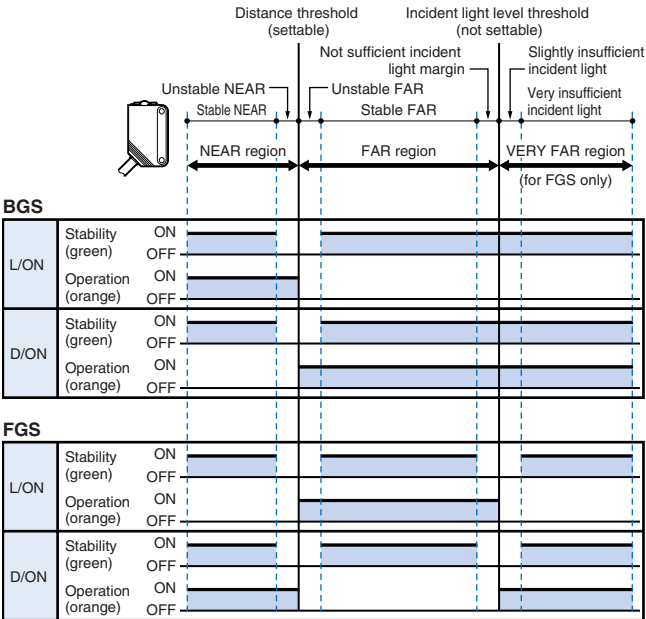 Distance threshold
(settable)
Incident light level threshold
(not settable)
Not sufficient incident
light margin
Slightly insufficient
incident light
Unstable NEAR
Unstable FAR
Very insufficient
incident light
Stable NEAR
Stable FAR
NEAR region
FAR region
VERY FAR region
(for FGS only)
BGS
L/ON
Stability
(green)
ON
OFF
Operation
(orange)
ON
OFF
D/ON
Stability
(green)
ON
OFF
Operation
(orange)
ON
OFF
FGS
L/ON
Stability
(green)
ON
OFF
Operation
(orange)
ON
OFF
D/ON
Stability
(green)
ON
OFF
Operation
(orange)
ON
OFF